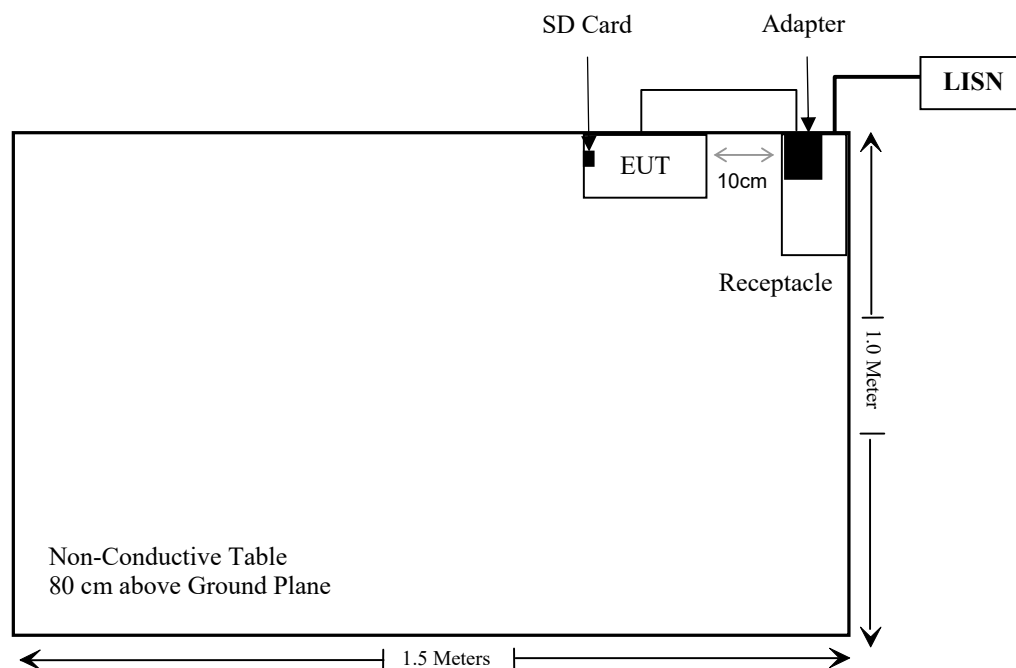 SD Card
Adapter
LISN
EUT
10cm
Receptacle
1.0 Meter
Non-Conductive Table
80 cm above Ground Plane
1.5 Meters